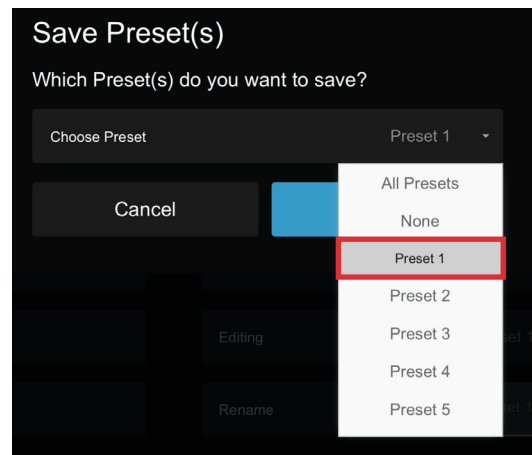 Save Preset(s)
Which Preset(s) do you want to save?
Choose Preset
Preset 1
Cancel
All Presets
None
Preset 1
Preset 2
Preset 3
Preset 4
Preset 5
Editing
Rename